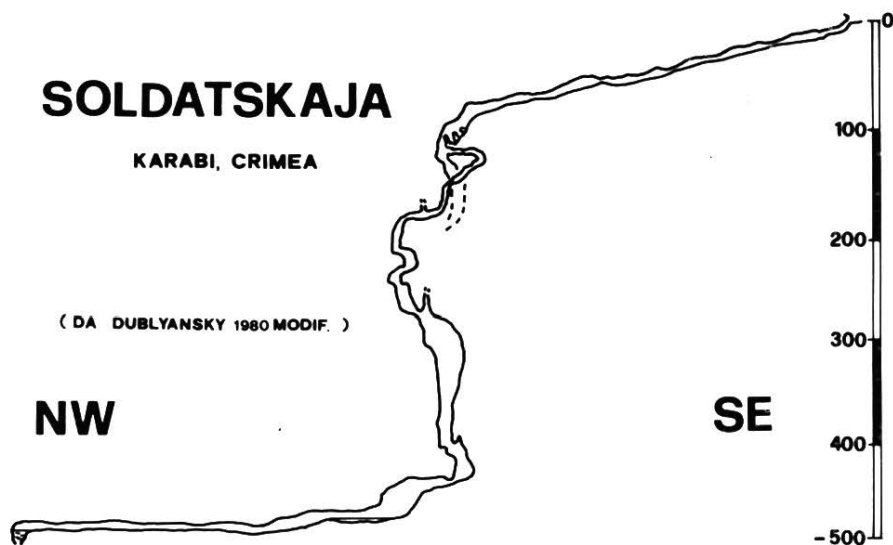 SOLDATSKAJA
KARABI, CRIMEA
( DA DUBLYANSKY 1980 MODIF. )
NW
SE
0
100
200
300
400
-500